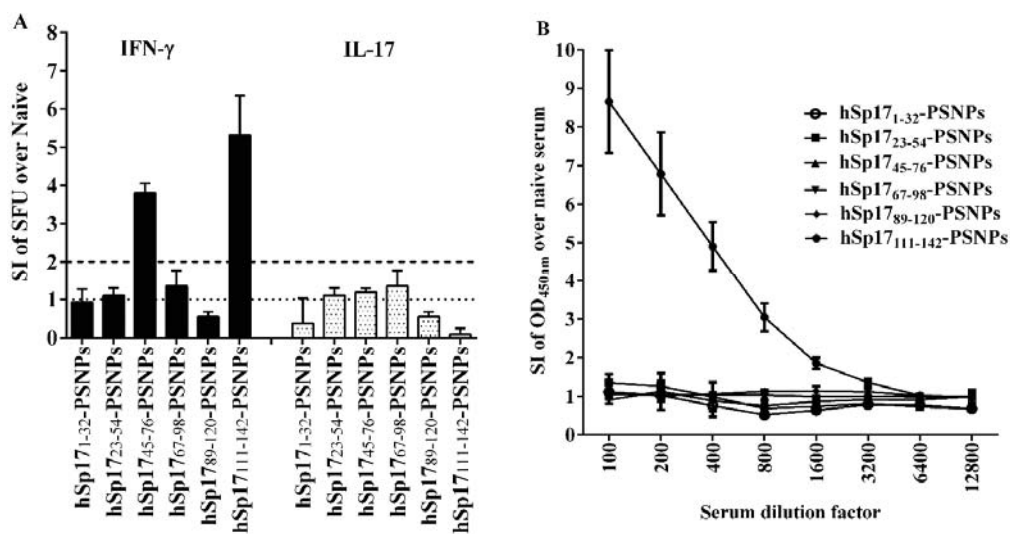 A
IFN-γ
IL-17
SI of SFU over Naive
8
7
6
5
4
3
2
1
0
hSp17₁₋₃₂-PSNPs
hSp17₂₃₋₅₄-PSNPs
hSp17₄₅₋₇₆-PSNPs
hSp17₆₇₋₉₈-PSNPs
hSp17₈₉₋₁₂₀-PSNPs
hSp17₁₁₁₋₁₄₂-PSNPs
hSp17₁₋₃₂-PSNPs
hSp17₂₃₋₅₄-PSNPs
hSp17₄₅₋₇₆-PSNPs
hSp17₆₇₋₉₈-PSNPs
hSp17₈₉₋₁₂₀-PSNPs
hSp17₁₁₁₋₁₄₂-PSNPs
B
SI of OD₄₅₀ₙₘ over naive serum
10
9
8
7
6
5
4
3
2
1
0
hSp17₁₋₃₂-PSNPs
hSp17₂₃₋₅₄-PSNPs
hSp17₄₅₋₇₆-PSNPs
hSp17₆₇₋₉₈-PSNPs
hSp17₈₉₋₁₂₀-PSNPs
hSp17₁₁₁₋₁₄₂-PSNPs
100
200
400
800
1600
3200
6400
12800
Serum dilution factor